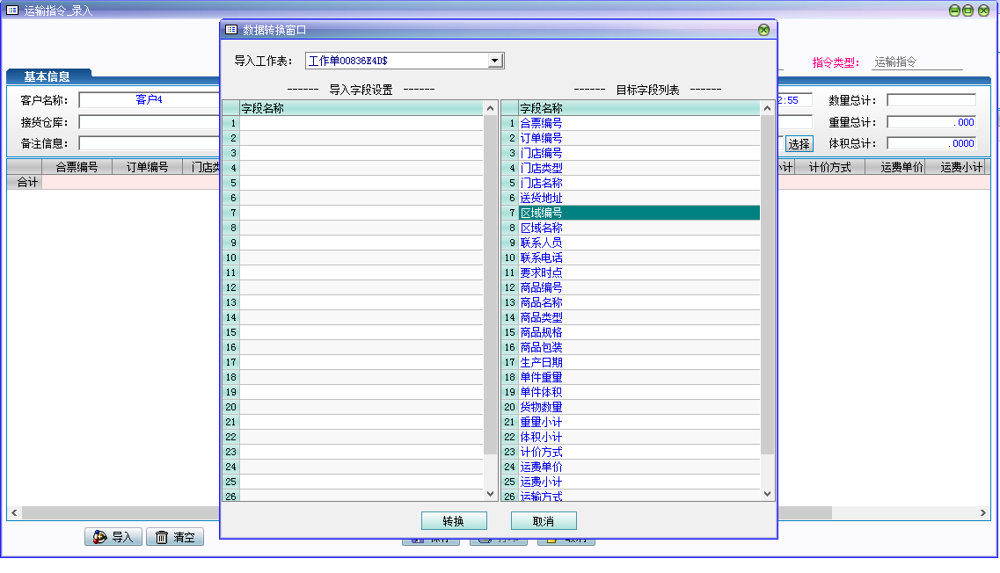 运输指令_录入
数据转换窗口
导入工作表: 工作单00836E4D$
------ 导入字段设置 ------ ------ 目标字段列表 ------
指令类型: 运输指令
基本信息
客户名称: 客户4
接货仓库:
备注信息:
2:55 数量总计:
重量总计: .000
选择 体积总计: .0000
合票编号 订单编号 门店类
计价方式 运费单价 运费小计
合计
字段名称 字段名称
1 1 合票编号
2 2 订单编号
3 3 门店编号
4 4 门店类型
5 5 门店名称
6 6 送货地址
7 7 区域编号
8 8 区域名称
9 9 联系人员
10 10 联系电话
11 11 要求时点
12 12 商品编号
13 13 商品名称
14 14 商品类型
15 15 商品规格
16 16 商品包装
17 17 生产日期
18 18 单件重量
19 19 单件体积
20 20 货物数量
21 21 重量小计
22 22 体积小计
23 23 计价方式
24 24 运费单价
25 25 运费小计
26 26 运输方式
转换 取消
导入 清空